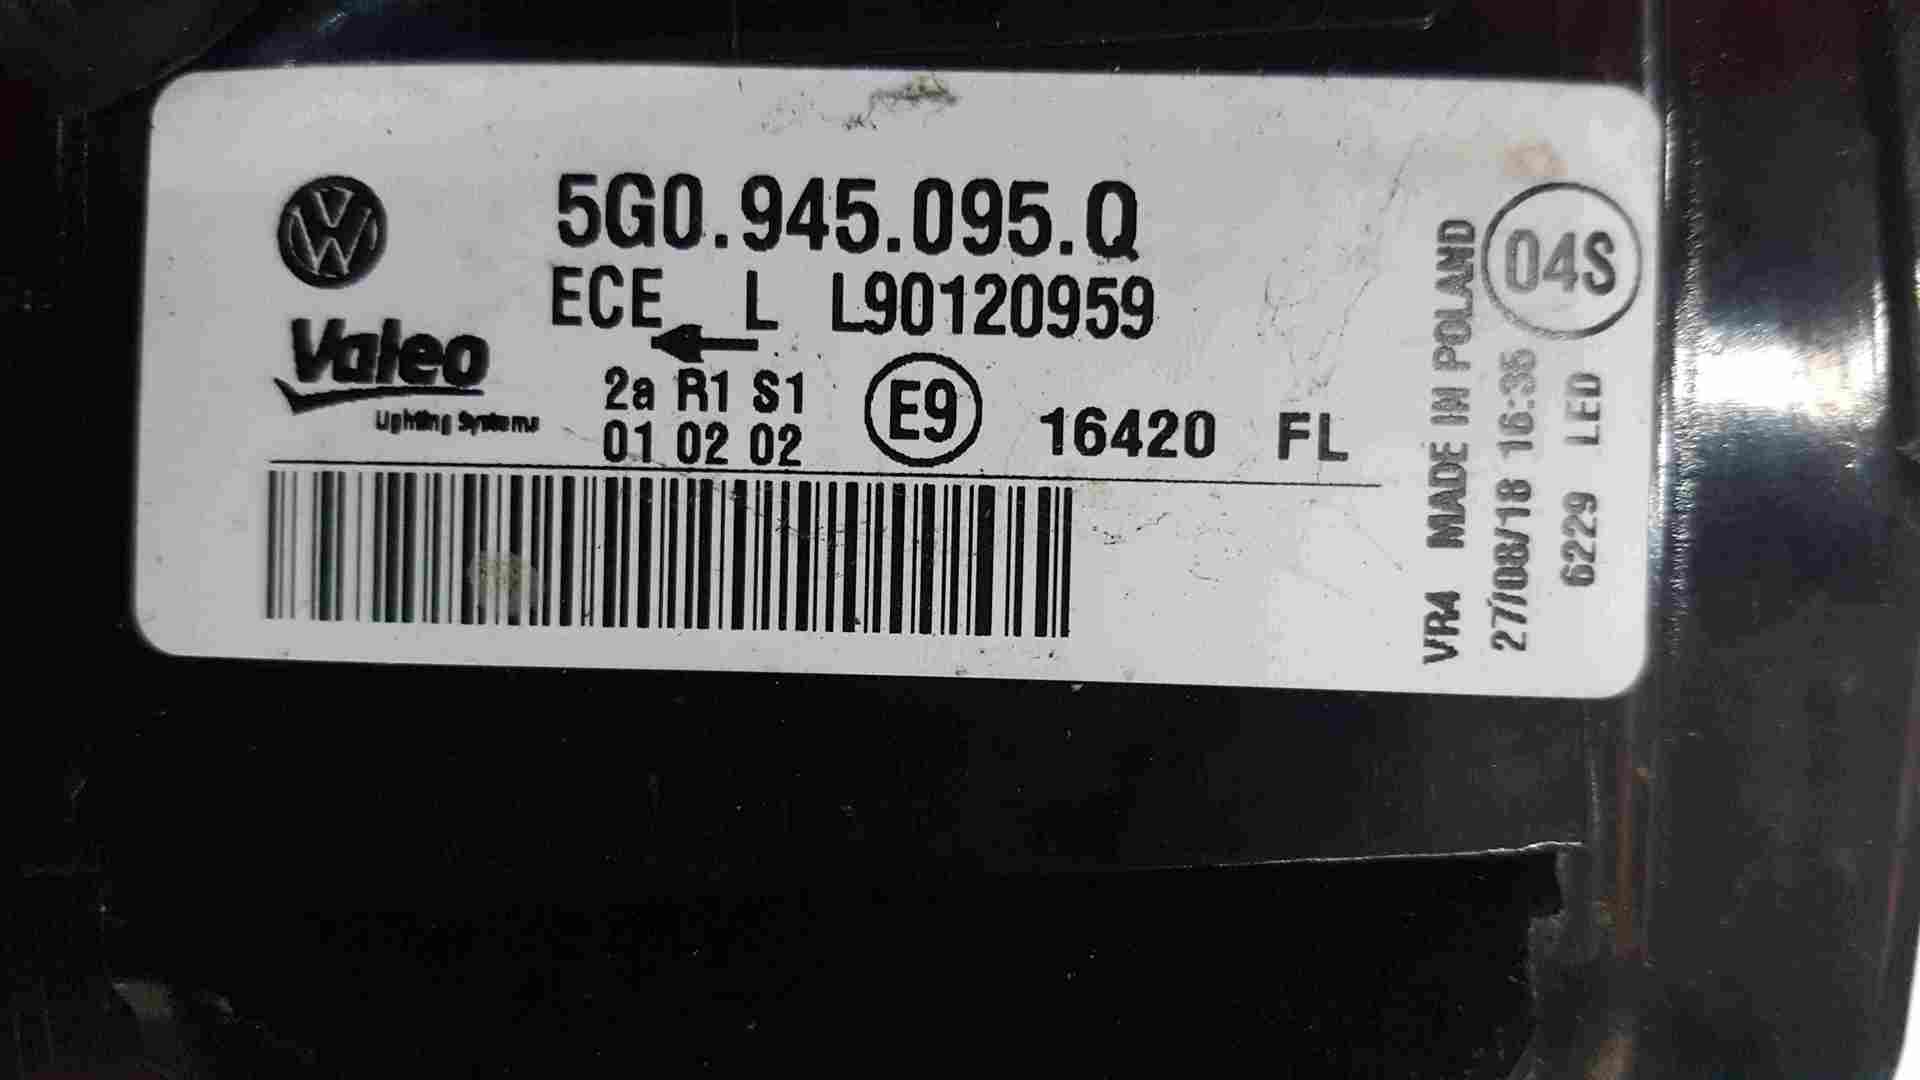 5G0.945.095.Q
ECE L L90120959
Valeo
Lighting Systems
2a R1 S1
01 02 02
E9
16420 FL
VR4 MADE IN POLAND
27/08/18 16:35
6229 LED
04S